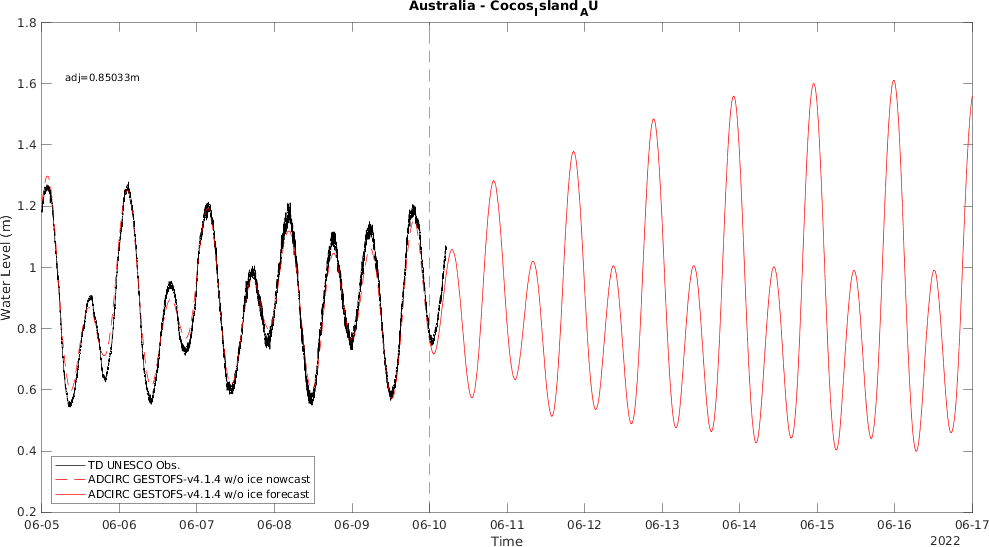 Australia - CocosIslandAU
1.8
1.6
1.4
1.2
1
0.8
0.6
0.4
0.2
Water Level (m)
adj=0.85033m
TD UNESCO Obs.
ADCIRC GESTOFS-v4.1.4 w/o ice nowcast
ADCIRC GESTOFS-v4.1.4 w/o ice forecast
06-05 06-06 06-07 06-08 06-09 06-10 06-11 06-12 06-13 06-14 06-15 06-16 06-17
Time
2022